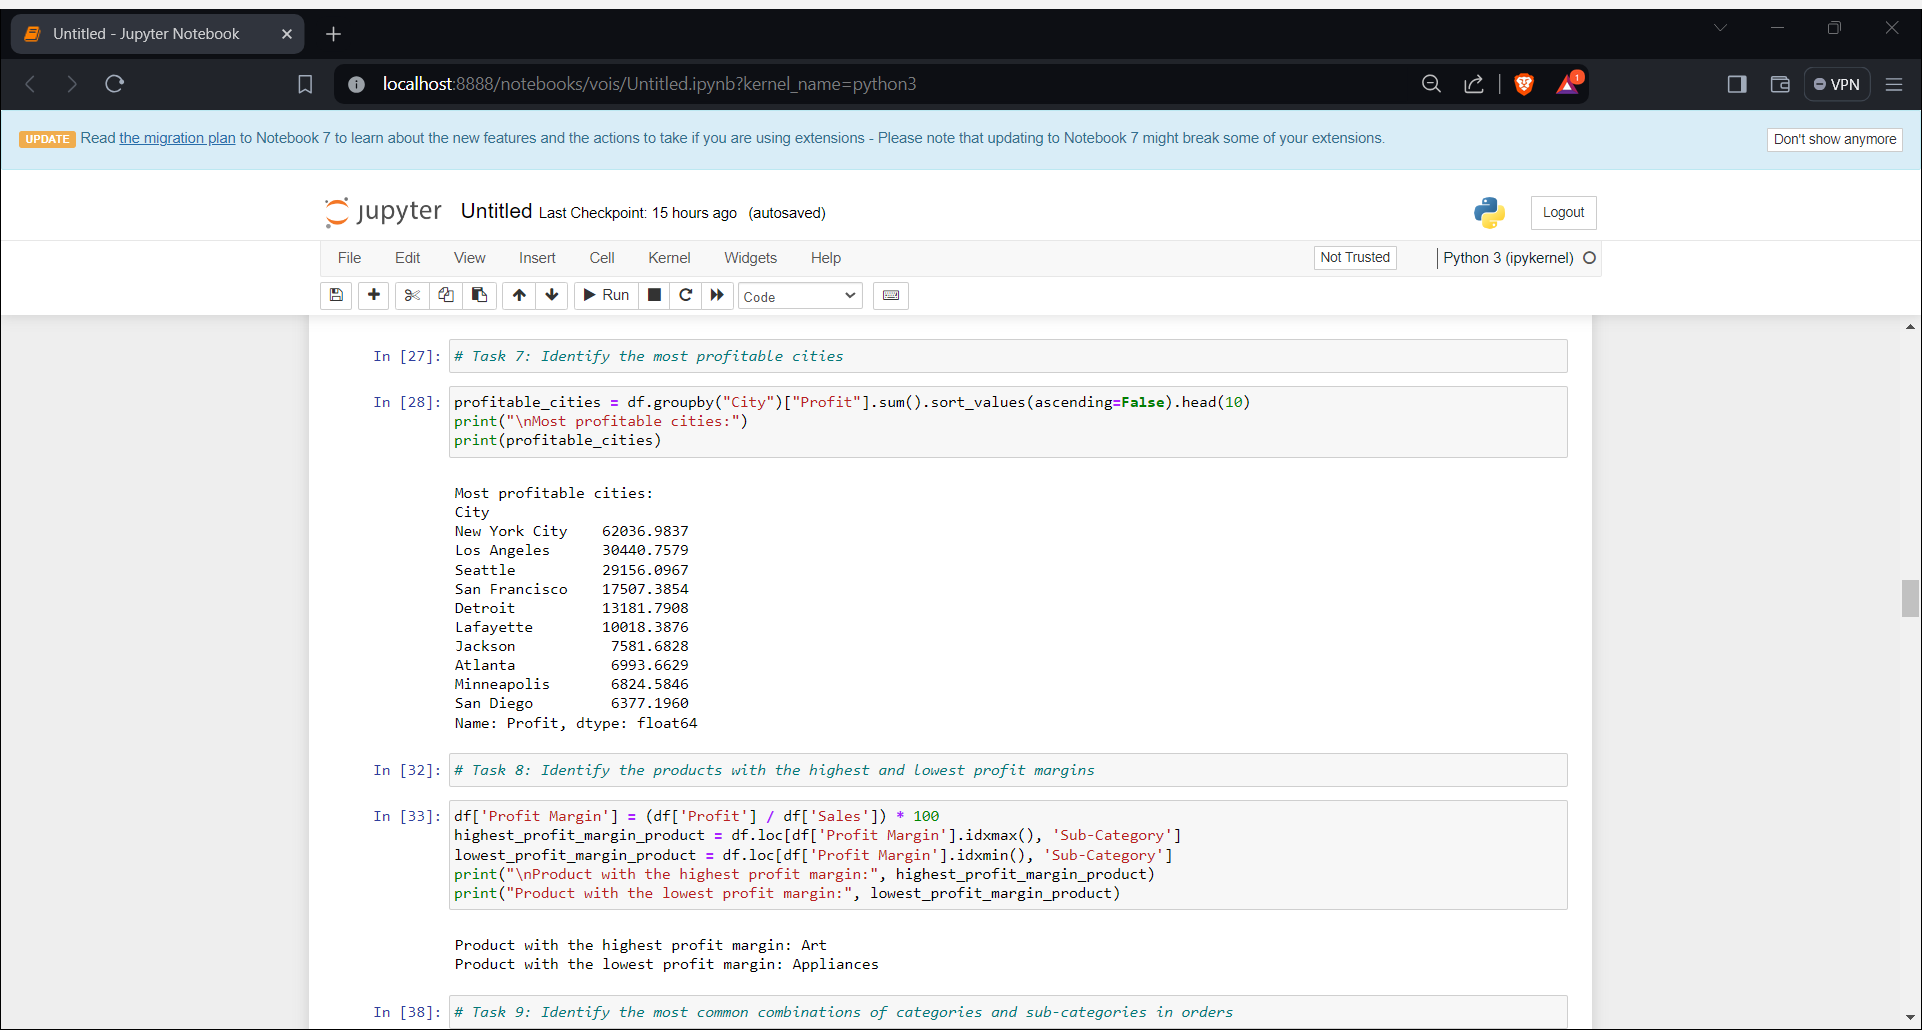 Untitled - Jupyter Notebook
localhost:8888/notebooks/vois/Untitled.ipynb?kernel_name=python3
1
VPN
UPDATE Read the migration plan to Notebook 7 to learn about the new features and the actions to take if you are using extensions - Please note that updating to Notebook 7 might break some of your extensions.
Don't show anymore
jupyter Untitled Last Checkpoint: 15 hours ago (autosaved)
Logout
File Edit View Insert Cell Kernel Widgets Help
Not Trusted
Python 3 (ipykernel)
Run
Code
In [27]: # Task 7: Identify the most profitable cities
In [28]: profitable_cities = df.groupby("City")["Profit"].sum().sort_values(ascending=False).head(10)
print("\nMost profitable cities:")
print(profitable_cities)
Most profitable cities:
City
New York City    62036.9837
Los Angeles      30440.7579
Seattle          29156.0967
San Francisco    17507.3854
Detroit          13181.7908
Lafayette        10018.3876
Jackson           7581.6828
Atlanta           6993.6629
Minneapolis       6824.5846
San Diego         6377.1960
Name: Profit, dtype: float64
In [32]: # Task 8: Identify the products with the highest and lowest profit margins
In [33]: df['Profit Margin'] = (df['Profit'] / df['Sales']) * 100
highest_profit_margin_product = df.loc[df['Profit Margin'].idxmax(), 'Sub-Category']
lowest_profit_margin_product = df.loc[df['Profit Margin'].idxmin(), 'Sub-Category']
print("\nProduct with the highest profit margin:", highest_profit_margin_product)
print("Product with the lowest profit margin:", lowest_profit_margin_product)
Product with the highest profit margin: Art
Product with the lowest profit margin: Appliances
In [38]: # Task 9: Identify the most common combinations of categories and sub-categories in orders